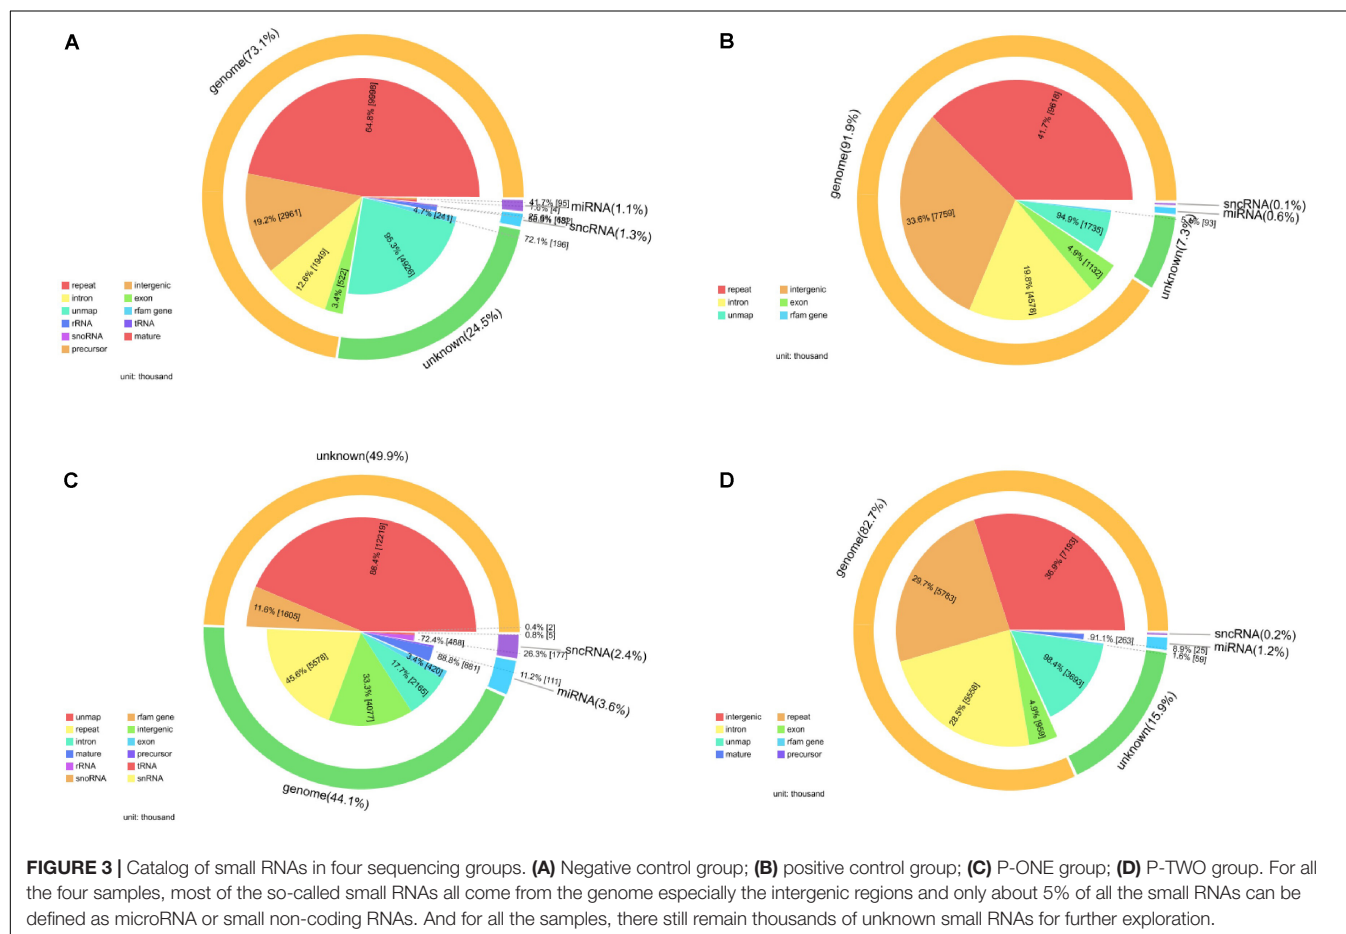 A
genome(73.1%)
64.8% [9998]
19.2% [2961]
12.6% [1949]
3.4% [522]
95.3% [4926]
4.7% [241]
41.7% [95]
miRNA(1.1%)
sncRNA(1.3%)
72.1% [196]
unknown(24.5%)
repeat
intergenic
intron
exon
unmap
rfam gene
rRNA
tRNA
snoRNA
mature
precursor
unit: thousand
B
genome(91.9%)
41.7% [9618]
33.6% [7759]
19.8% [4578]
4.9% [1132]
94.9% [1735]
[93]
sncRNA(0.1%)
miRNA(0.6%)
unknown(7.3%)
repeat
intergenic
intron
exon
unmap
rfam gene
unit: thousand
C
unknown(49.9%)
88.4% [12219]
11.6% [1605]
45.6% [5578]
33.3% [4077]
17.7% [2165]
3.4% [420]
88.8% [881]
72.4% [488]
0.4% [2]
0.8% [5]
26.3% [177]
sncRNA(2.4%)
11.2% [111]
miRNA(3.6%)
genome(44.1%)
unmap
rfam gene
repeat
intergenic
intron
exon
mature
precursor
rRNA
tRNA
snoRNA
snRNA
unit: thousand
D
genome(82.7%)
36.9% [7193]
29.7% [5783]
28.5% [5558]
4.9% [959]
98.4% [3693]
91.1% [263]
8.9% [25]
1.6% [59]
sncRNA(0.2%)
miRNA(1.2%)
unknown(15.9%)
intergenic
repeat
intron
exon
unmap
rfam gene
mature
precursor
unit: thousand
FIGURE 3 | Catalog of small RNAs in four sequencing groups. (A) Negative control group; (B) positive control group; (C) P-ONE group; (D) P-TWO group. For all
the four samples, most of the so-called small RNAs all come from the genome especially the intergenic regions and only about 5% of all the small RNAs can be
defined as microRNA or small non-coding RNAs. And for all the samples, there still remain thousands of unknown small RNAs for further exploration.